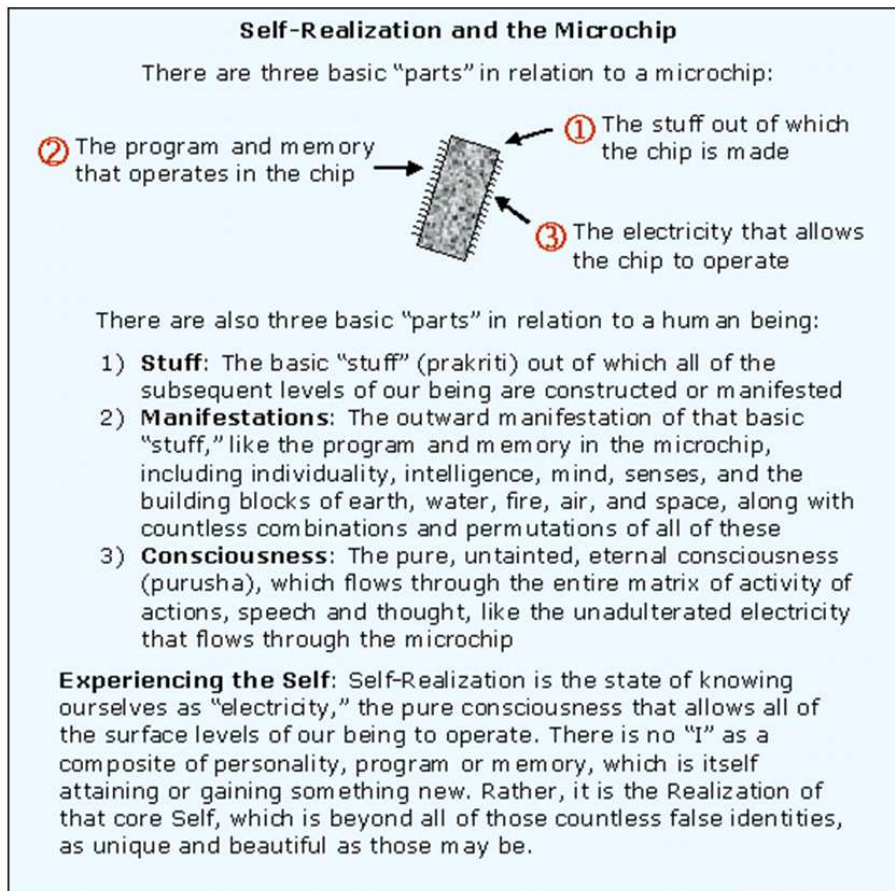 Self-Realization and the Microchip
There are three basic “parts” in relation to a microchip:
② The program and memory
that operates in the chip
① The stuff out of which
the chip is made
③ The electricity that allows
the chip to operate
There are also three basic “parts” in relation to a human being:
1) Stuff: The basic “stuff” (prakriti) out of which all of the
subsequent levels of our being are constructed or manifested
2) Manifestations: The outward manifestation of that basic
“stuff,” like the program and memory in the microchip,
including individuality, intelligence, mind, senses, and the
building blocks of earth, water, fire, air, and space, along with
countless combinations and permutations of all of these
3) Consciousness: The pure, untainted, eternal consciousness
(purusha), which flows through the entire matrix of activity of
actions, speech and thought, like the unadulterated electricity
that flows through the microchip
Experiencing the Self: Self-Realization is the state of knowing
ourselves as “electricity,” the pure consciousness that allows all of
the surface levels of our being to operate. There is no “I” as a
composite of personality, program or memory, which is itself
attaining or gaining something new. Rather, it is the Realization of
that core Self, which is beyond all of those countless false identities,
as unique and beautiful as those may be.